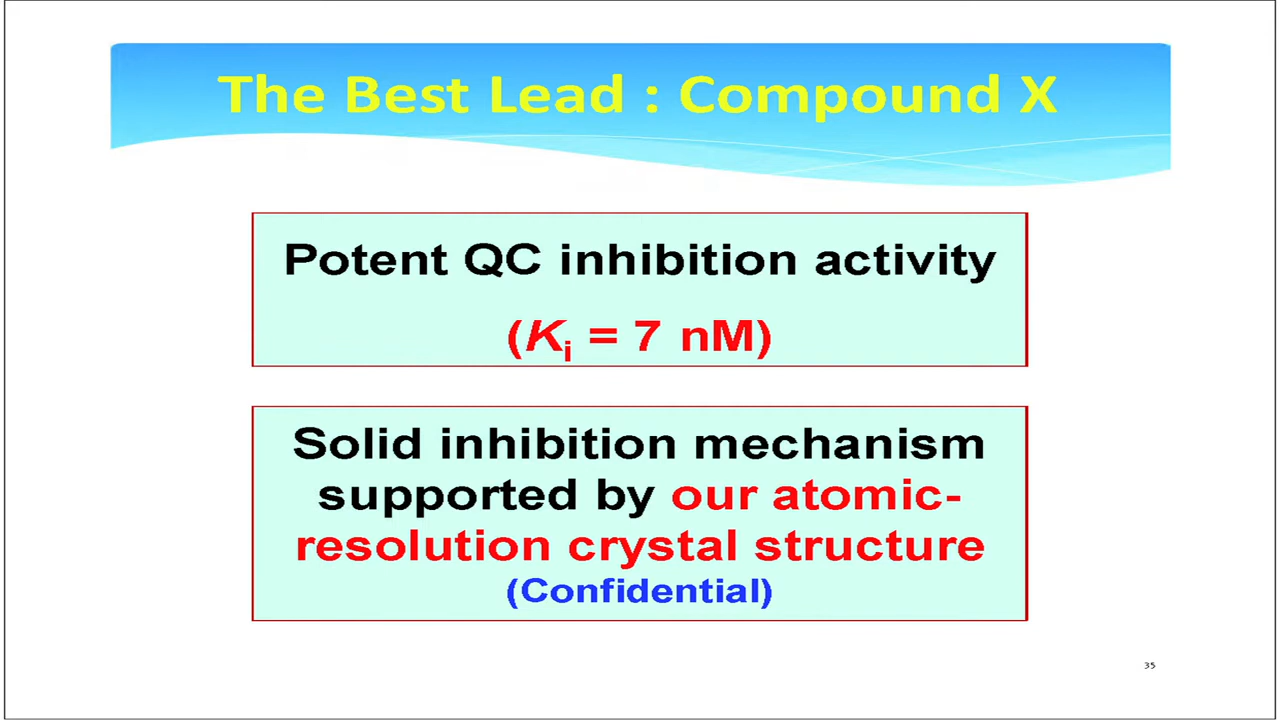 The Best Lead : Compound X
Potent QC inhibition activity
(Ki = 7 nM)
Solid inhibition mechanism
supported by our atomic-
resolution crystal structure
(Confidential)
35